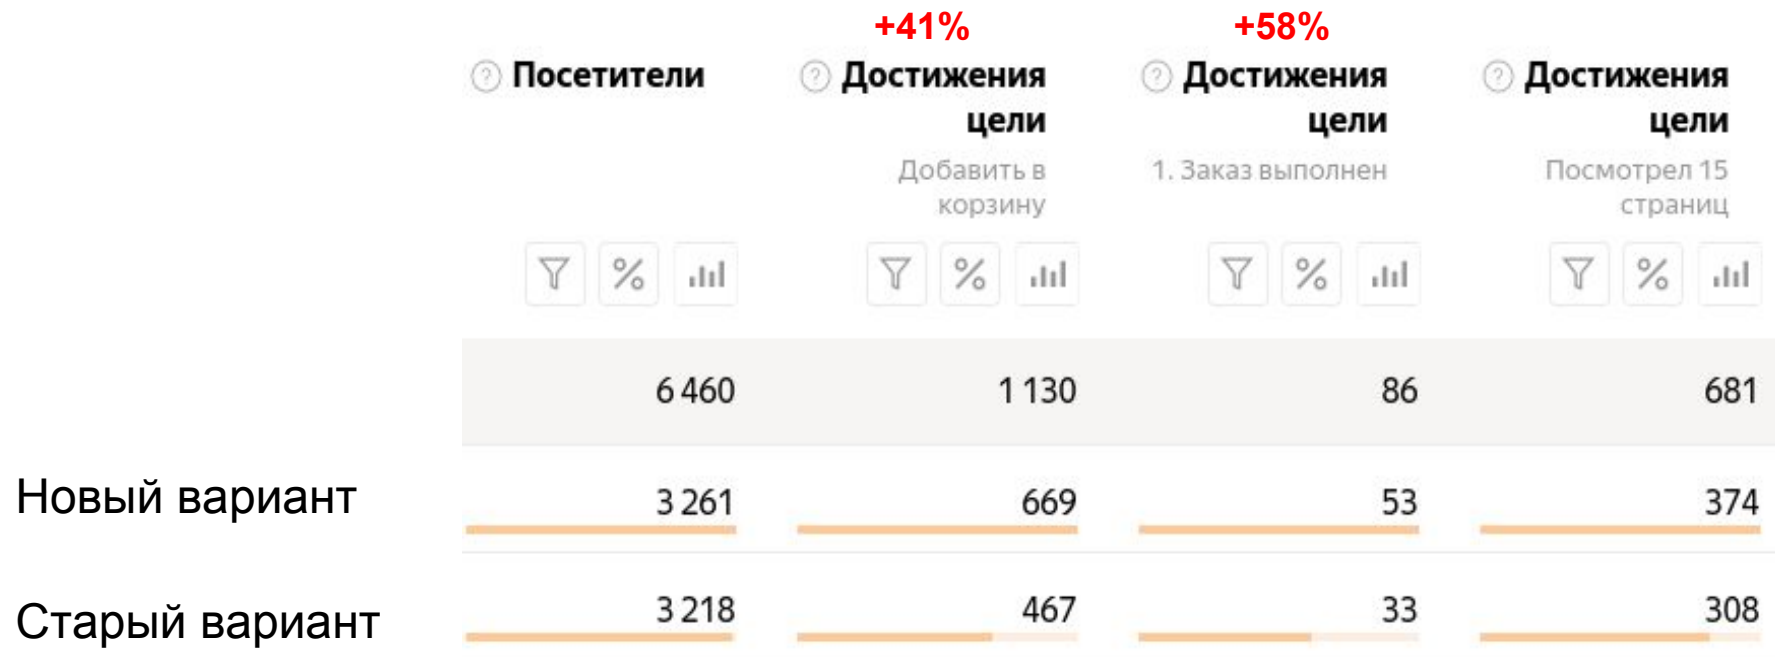 +41% +58%
Посетители Достижения Достижения Достижения
цели цели цели
Добавить в 1. Заказ выполнен Посмотрел 15
корзину страниц
6 460 1 130 86 681
Новый вариант 3 261 669 53 374
Старый вариант 3 218 467 33 308